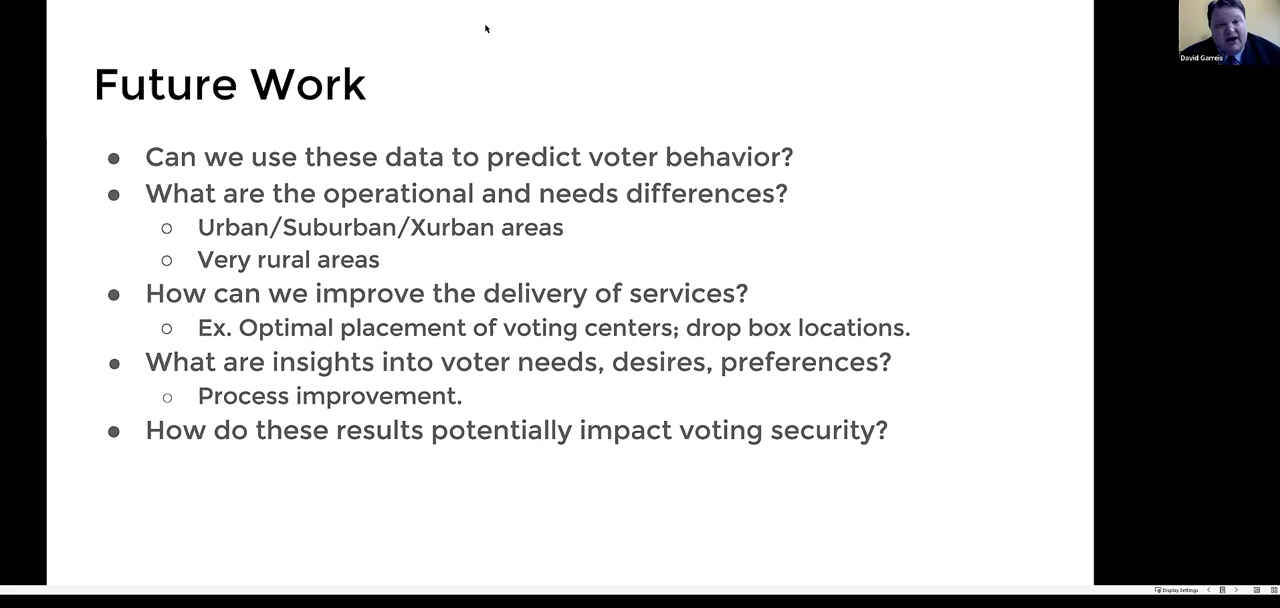 Future Work
● Can we use these data to predict voter behavior?
● What are the operational and needs differences?
○ Urban/Suburban/Xurban areas
○ Very rural areas
● How can we improve the delivery of services?
○ Ex. Optimal placement of voting centers; drop box locations.
● What are insights into voter needs, desires, preferences?
○ Process improvement.
● How do these results potentially impact voting security?
David Garreis
Display Settings